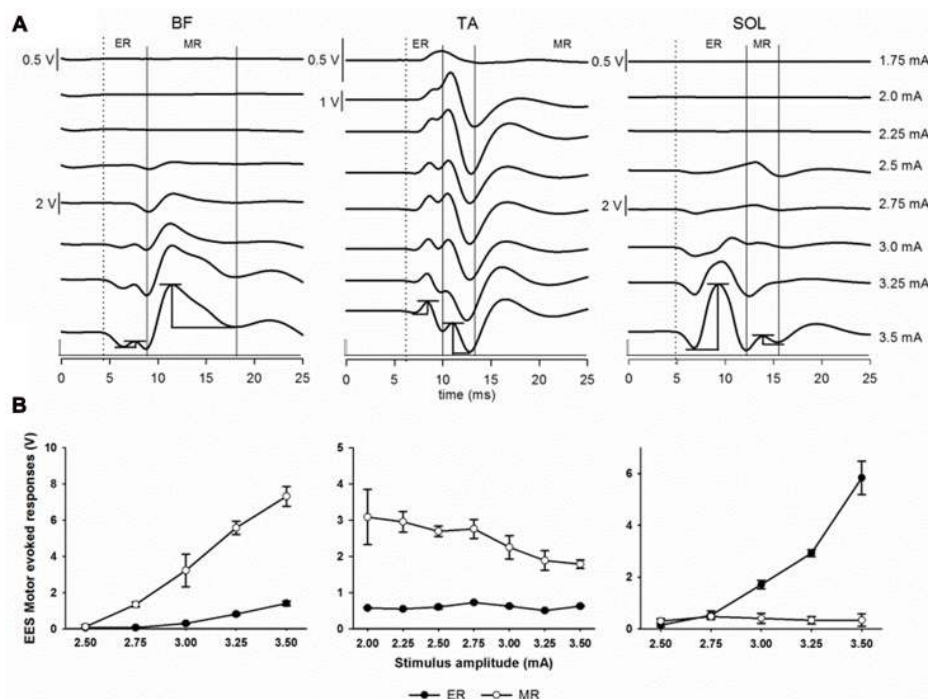 A
BF
TA
SOL
ER
MR
ER
MR
ER
MR
0.5 V
0.5 V
0.5 V
1.75 mA
1 V
2.0 mA
2.25 mA
2.5 mA
2 V
2 V
2.75 mA
3.0 mA
3.25 mA
3.5 mA
0 5 10 15 20 25
0 5 10 15 20 25
0 5 10 15 20 25
time (ms)
B
EES Motor evoked responses (V)
10
8
6
4
2
0
5
4
3
2
1
0
6
4
2
0
2.50 2.75 3.00 3.25 3.50
2.00 2.25 2.50 2.75 3.00 3.25 3.50
2.50 2.75 3.00 3.25 3.50
Stimulus amplitude (mA)
ER MR